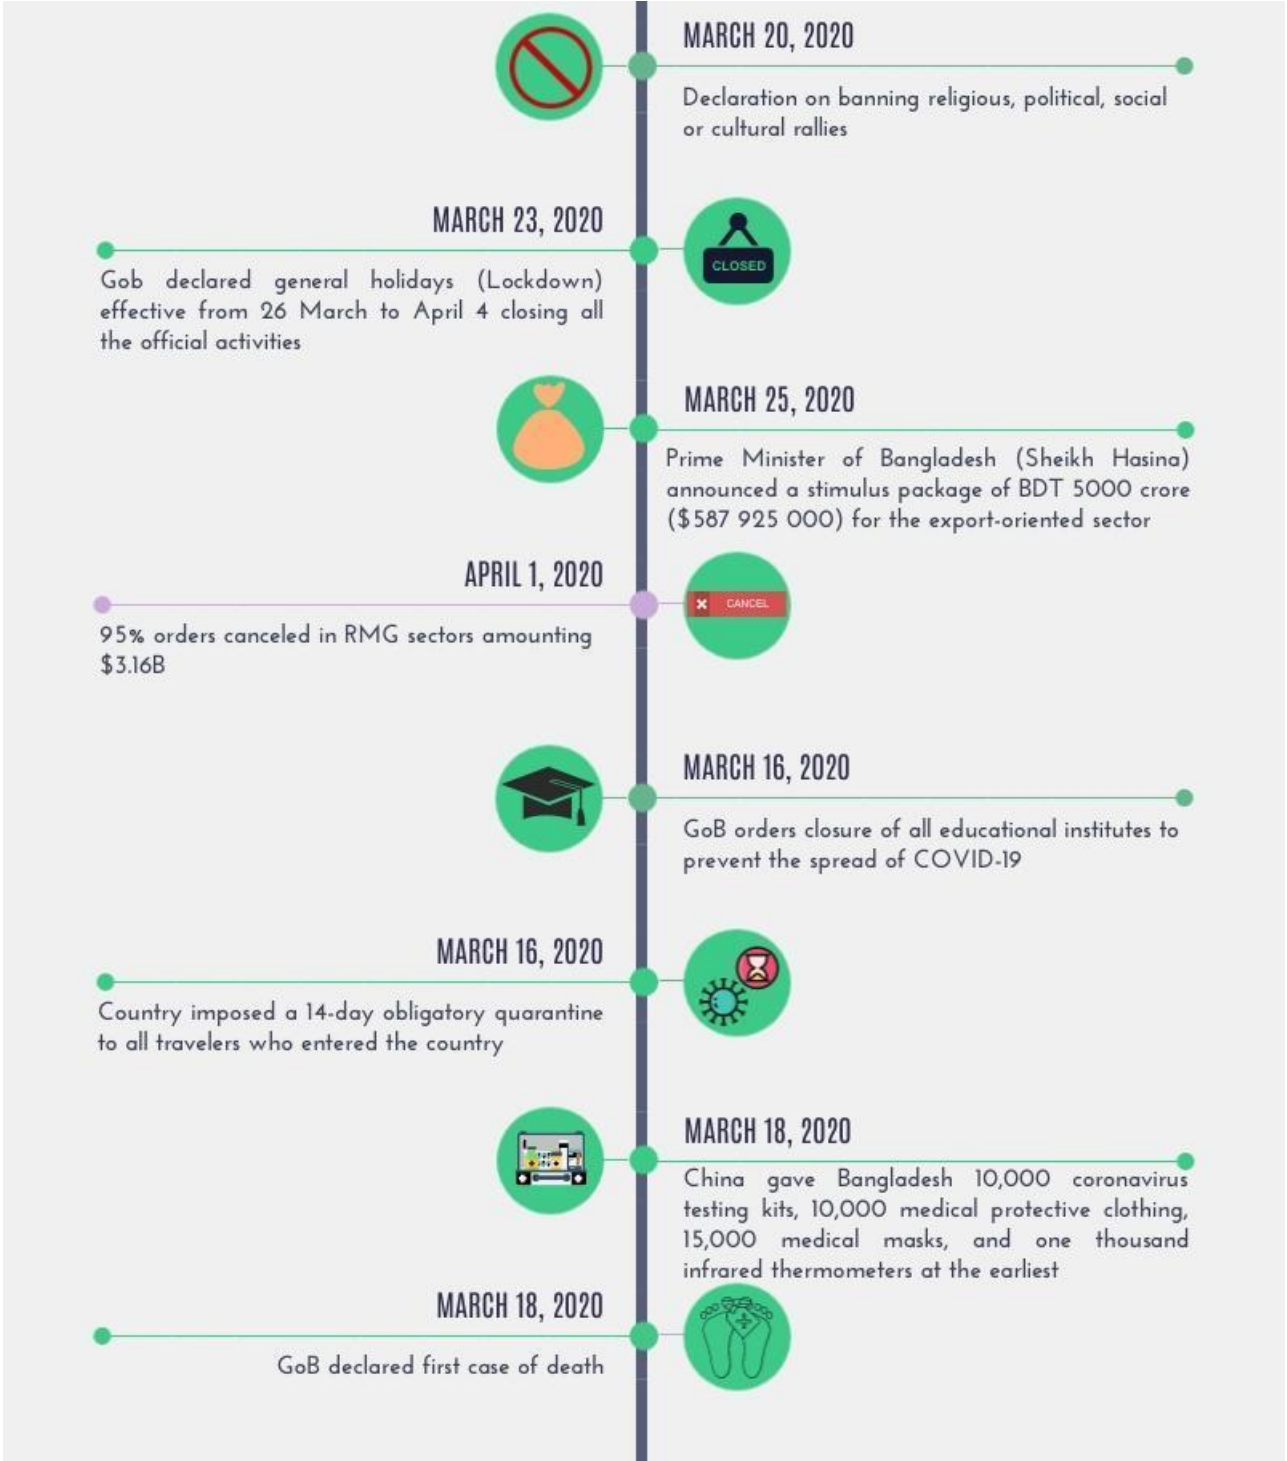 MARCH 20, 2020
Declaration on banning religious, political, social
or cultural rallies
MARCH 23, 2020
CLOSED
Gob declared general holidays (Lockdown)
effective from 26 March to April 4 closing all
the official activities
MARCH 25, 2020
Prime Minister of Bangladesh (Sheikh Hasina)
announced a stimulus package of BDT 5000 crore
($587 925 000) for the export-oriented sector
APRIL 1, 2020
CANCEL
95% orders canceled in RMG sectors amounting
$3.16B
MARCH 16, 2020
GoB orders closure of all educational institutes to
prevent the spread of COVID-19
MARCH 16, 2020
Country imposed a 14-day obligatory quarantine
to all travelers who entered the country
MARCH 18, 2020
China gave Bangladesh 10,000 coronavirus
testing kits, 10,000 medical protective clothing,
15,000 medical masks, and one thousand
infrared thermometers at the earliest
MARCH 18, 2020
GoB declared first case of death